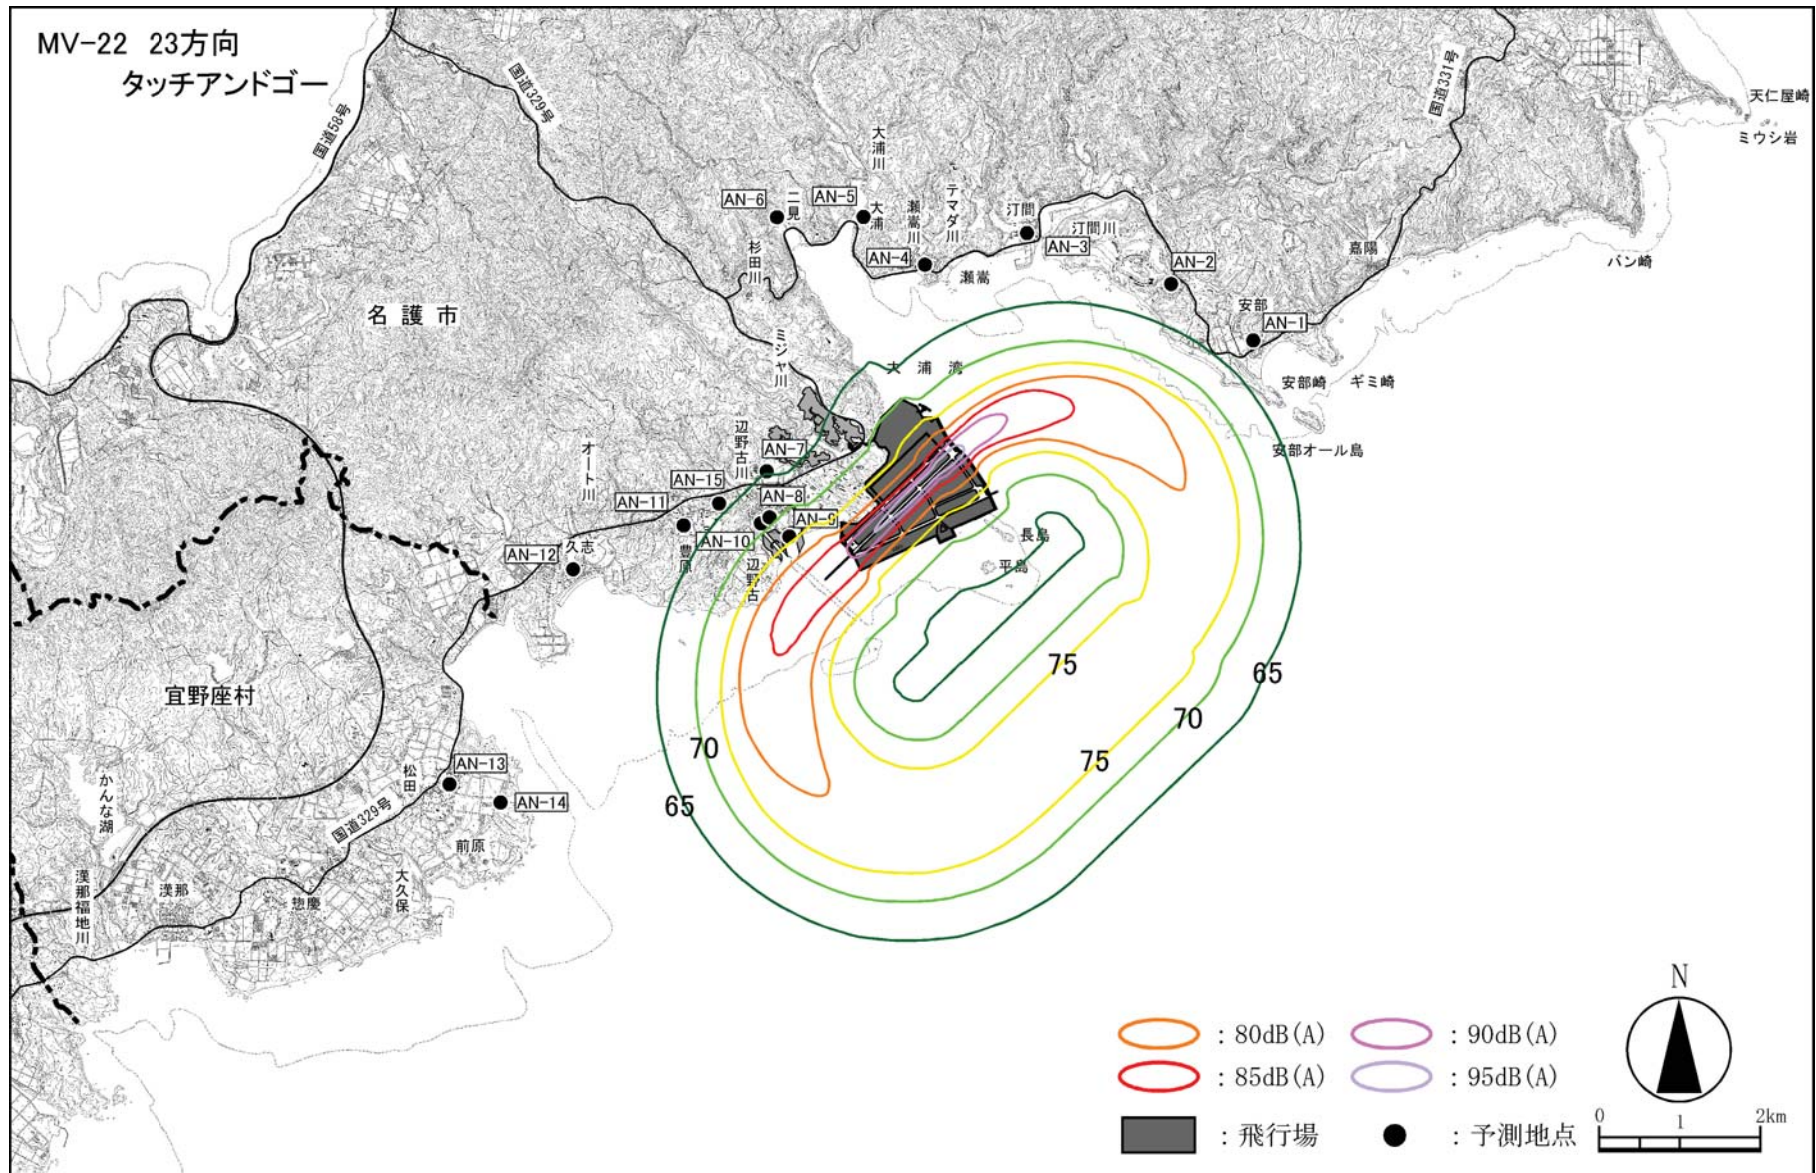 MV-22 23方向
タッチアンドゴー
国道58号
国道329号
国道331号
天仁屋崎
ミウシ岩
バン崎
嘉陽
大浦川
AN-6
二見
AN-5
大浦
瀬嵩川
テマダ川
汀間
汀間川
AN-3
AN-4
瀬嵩
AN-2
安部
AN-1
杉田川
名護市
ミジャ川
大浦湾
安部崎
ギミ崎
安部オール島
辺野古川
オート川
AN-7
AN-15
AN-8
AN-11
AN-9
AN-10
AN-12
久志
豊原
辺野古
長島
平島
宜野座村
75
65
70
75
70
65
かんな湖
松田
AN-13
AN-14
国道329号
前原
漢那福地川
漢那
惣慶
大久保
N
: 80dB(A)
: 90dB(A)
: 85dB(A)
: 95dB(A)
: 飛行場
: 予測地点
0 1 2km